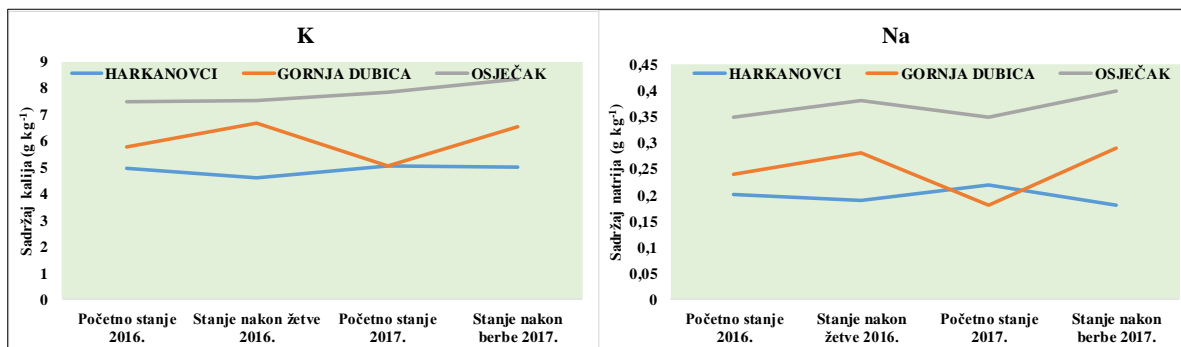 K
Sadržaj kalija (g kg-1)
9
8
7
6
5
4
3
2
1
0
HARKANOVCI GORNJA DUBICA OSJEČAK
Početno stanje
2016.
Stanje nakon žetve
2016.
Početno stanje
2017.
Stanje nakon
berbe 2017.
Na
Sadržaj natrija (g kg-1)
0,45
0,4
0,35
0,3
0,25
0,2
0,15
0,1
0,05
0
HARKANOVCI GORNJA DUBICA OSJEČAK
Početno stanje
2016.
Stanje nakon
žetve 2016.
Početno stanje
2017.
Stanje nakon
berbe 2017.